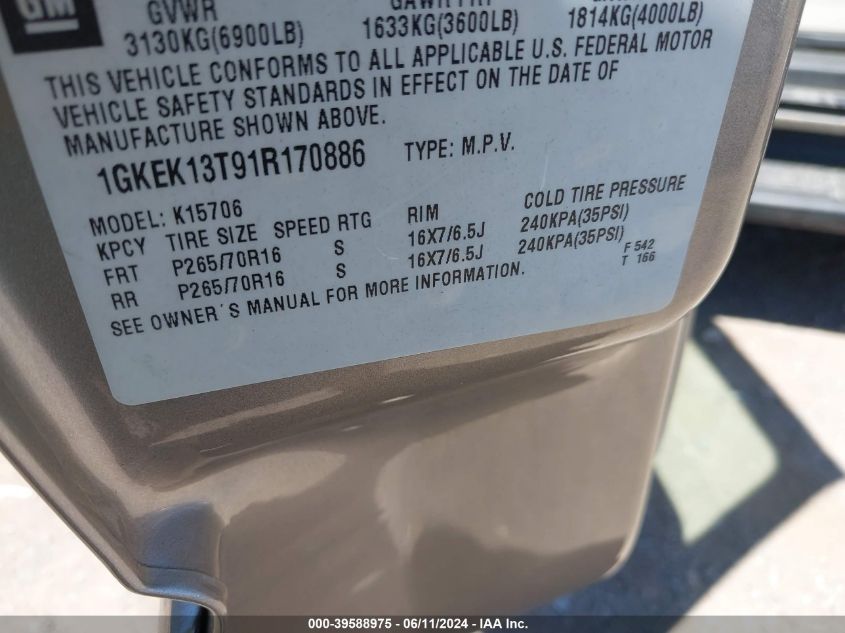 GM
GVWR
3130KG(6900LB) 1633KG(3600LB) 1814KG(4000LB)
THIS VEHICLE CONFORMS TO ALL APPLICABLE U.S. FEDERAL MOTOR
VEHICLE SAFETY STANDARDS IN EFFECT ON THE DATE OF
MANUFACTURE SHOWN ABOVE.
1GKEK13T91R170886 TYPE: M.P.V.
MODEL: K15706
KPCY TIRE SIZE SPEED RTG RIM COLD TIRE PRESSURE
FRT P265/70R16 S 16X7/6.5J 240KPA(35PSI)
RR P265/70R16 S 16X7/6.5J 240KPA(35PSI)
SEE OWNER'S MANUAL FOR MORE INFORMATION.
F 542
T 166
000-39588975 - 06/11/2024 - IAA Inc.